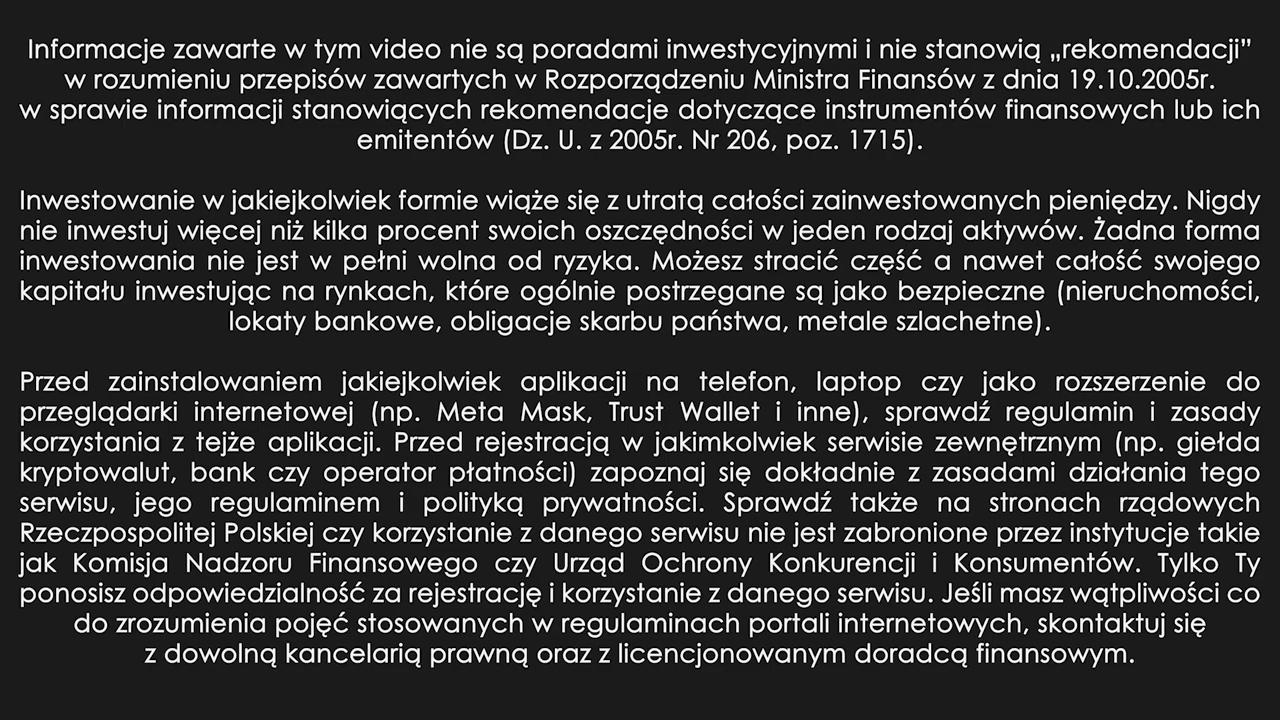 Informacje zawarte w tym video nie są poradami inwestycyjnymi i nie stanowią „rekomendacji”
w rozumieniu przepisów zawartych w Rozporządzeniu Ministra Finansów z dnia 19.10.2005r.
w sprawie informacji stanowiących rekomendacje dotyczące instrumentów finansowych lub ich
emitentów (Dz. U. z 2005r. Nr 206, poz. 1715).
Inwestowanie w jakiejkolwiek formie wiąże się z utratą całości zainwestowanych pieniędzy. Nigdy
nie inwestuj więcej niż kilka procent swoich oszczędności w jeden rodzaj aktywów. Żadna forma
inwestowania nie jest w pełni wolna od ryzyka. Możesz stracić część a nawet całość swojego
kapitału inwestując na rynkach, które ogólnie postrzegane są jako bezpieczne (nieruchomości,
lokaty bankowe, obligacje skarbu państwa, metale szlachetne).
Przed zainstalowaniem jakiejkolwiek aplikacji na telefon, laptop czy jako rozszerzenie do
przeglądarki internetowej (np. Meta Mask, Trust Wallet i inne), sprawdź regulamin i zasady
korzystania z tejże aplikacji. Przed rejestracją w jakimkolwiek serwisie zewnętrznym (np. giełda
kryptowalut, bank czy operator płatności) zapoznaj się dokładnie z zasadami działania tego
serwisu, jego regulaminem i polityką prywatności. Sprawdź także na stronach rządowych
Rzeczpospolitej Polskiej czy korzystanie z danego serwisu nie jest zabronione przez instytucje takie
jak Komisja Nadzoru Finansowego czy Urząd Ochrony Konkurencji i Konsumentów. Tylko Ty
ponosisz odpowiedzialność za rejestrację i korzystanie z danego serwisu. Jeśli masz wątpliwości co
do zrozumienia pojęć stosowanych w regulaminach portali internetowych, skontaktuj się
z dowolną kancelarią prawną oraz z licencjonowanym doradcą finansowym.